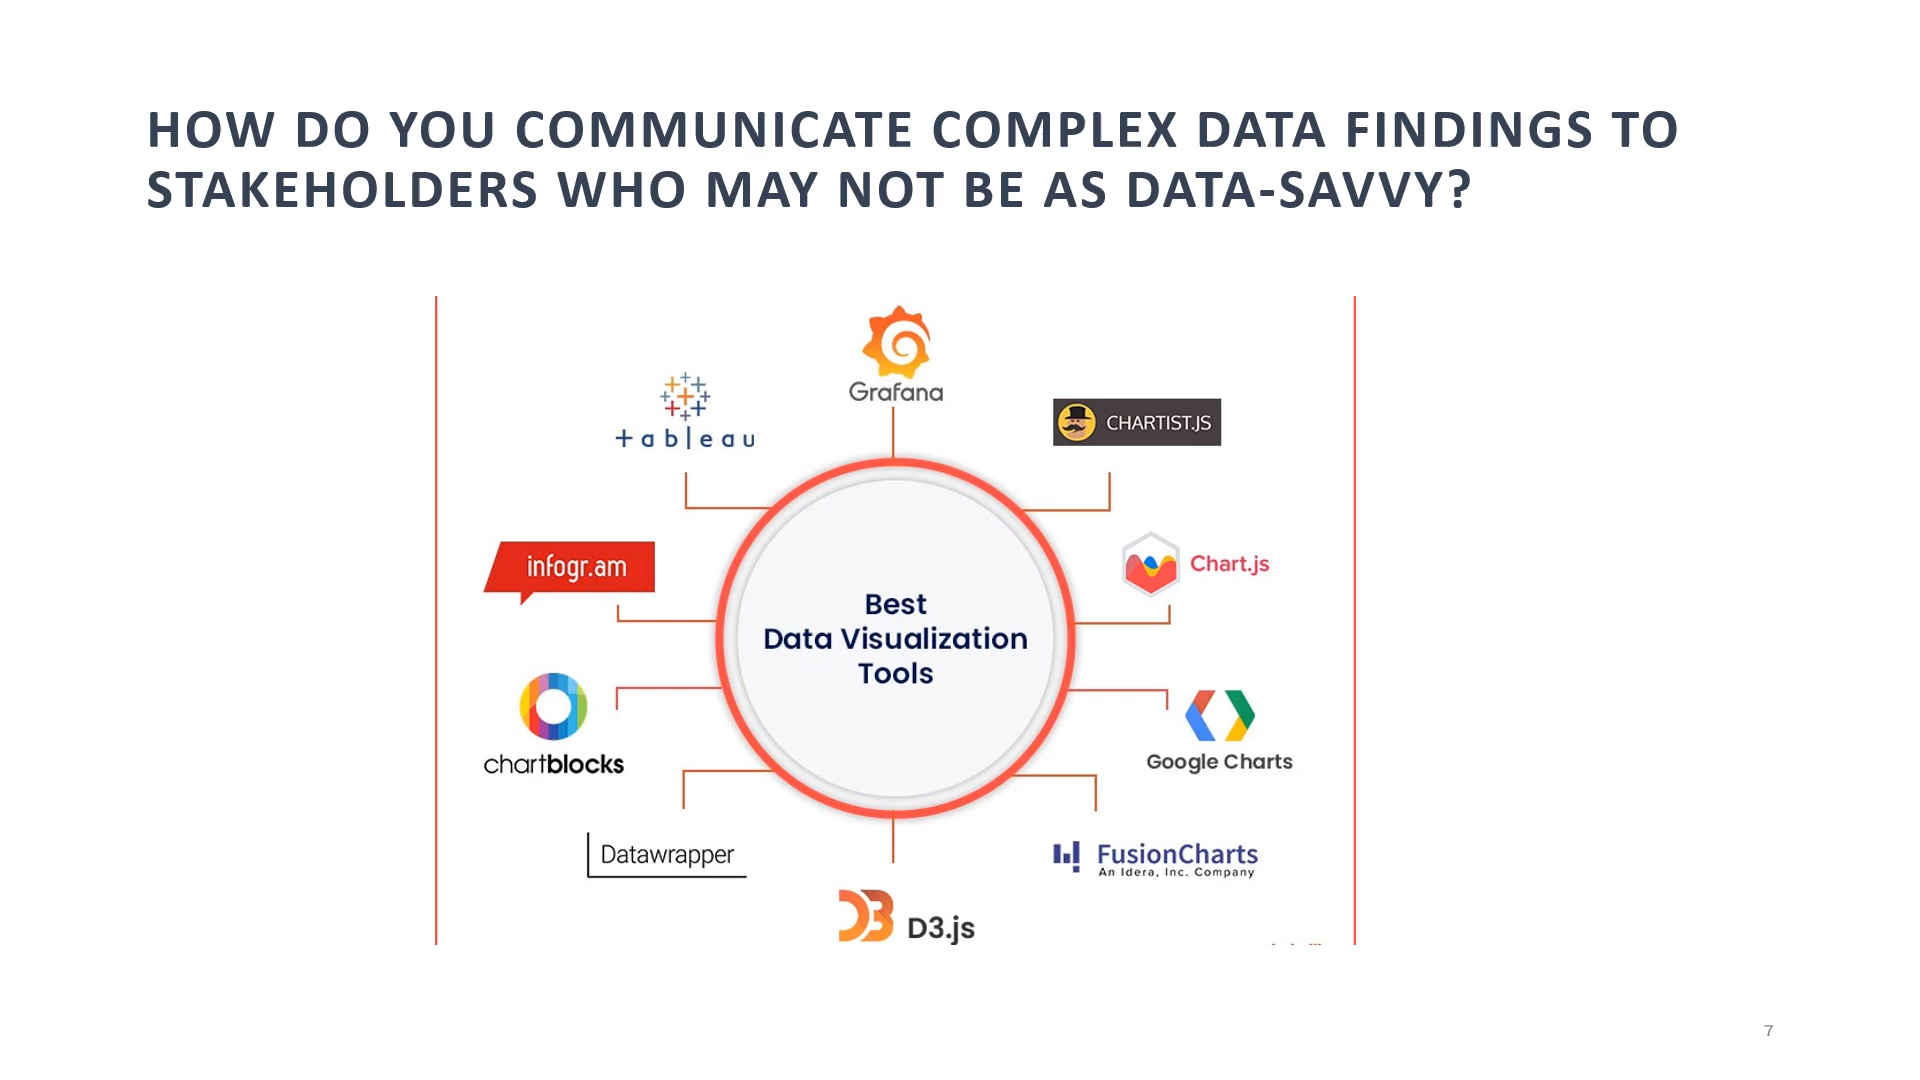 HOW DO YOU COMMUNICATE COMPLEX DATA FINDINGS TO
STAKEHOLDERS WHO MAY NOT BE AS DATA-SAVVY?
Grafana
+ableau
CHARTIST.JS
infogr.am
Chart.js
Best
Data Visualization
Tools
chartblocks
Google Charts
Datawrapper
FusionCharts
An Idera, Inc. Company
D3.js
7